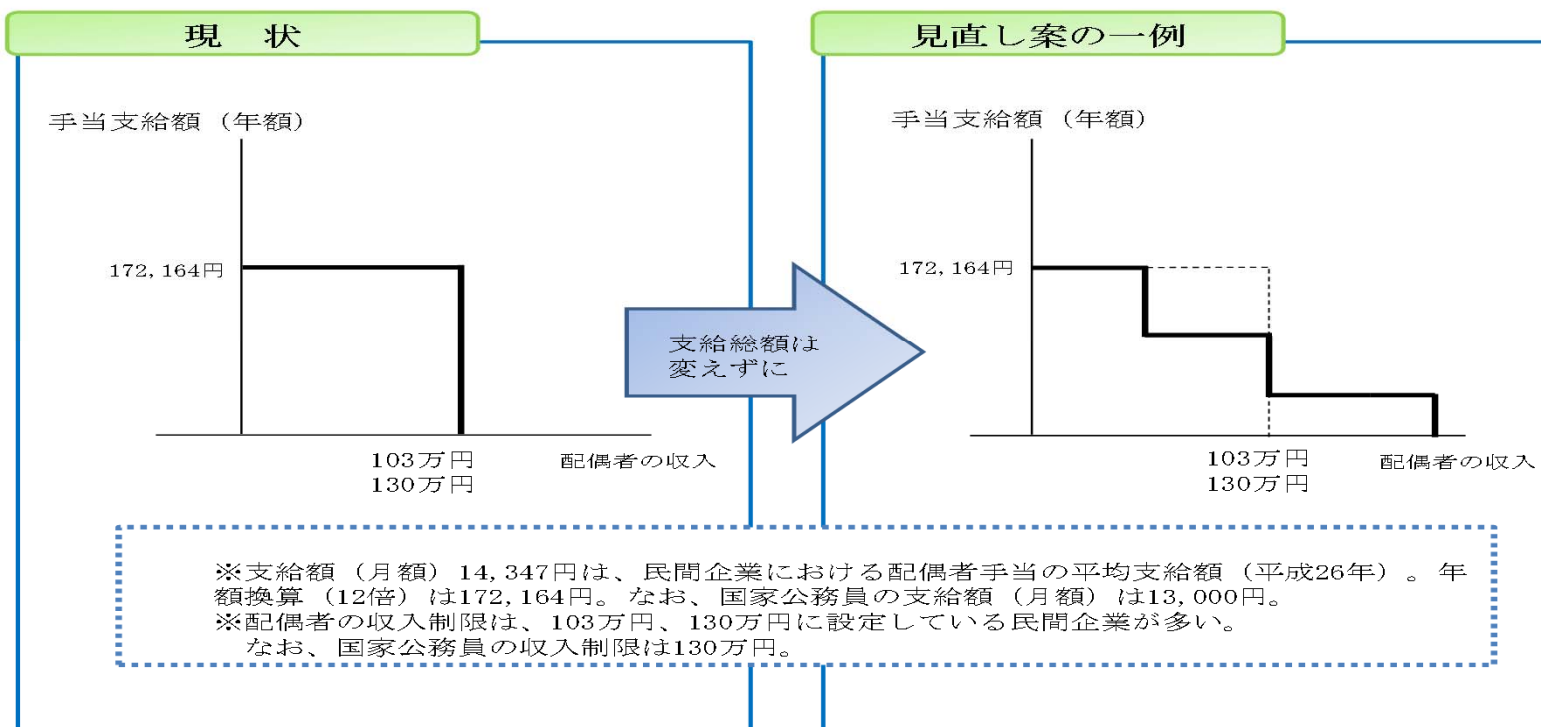 現　状
手当支給額（年額）
172,164円
103万円
130万円
配偶者の収入
支給総額は
変えずに
見直し案の一例
手当支給額（年額）
172,164円
103万円
130万円
配偶者の収入
※支給額（月額）14,347円は、民間企業における配偶者手当の平均支給額（平成26年）。年
額換算（12倍）は172,164円。なお、国家公務員の支給額（月額）は13,000円。
※配偶者の収入制限は、103万円、130万円に設定している民間企業が多い。
なお、国家公務員の収入制限は130万円。